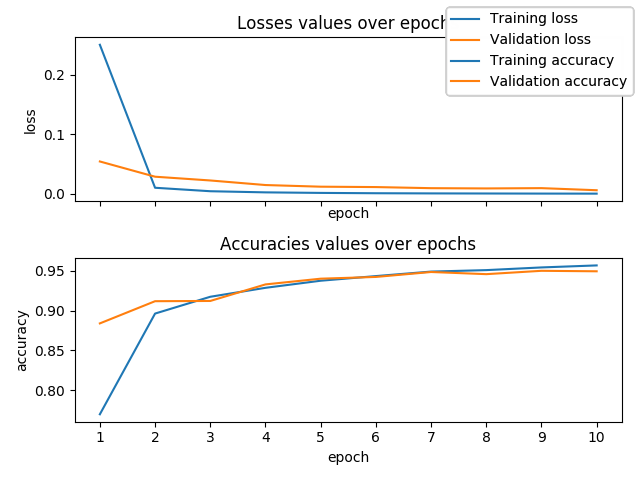 Losses values over epoch
Training loss
Validation loss
Training accuracy
Validation accuracy
0.2
0.1
0.0
loss
epoch
Accuracies values over epochs
0.95
0.90
0.85
0.80
accuracy
1 2 3 4 5 6 7 8 9 10
epoch